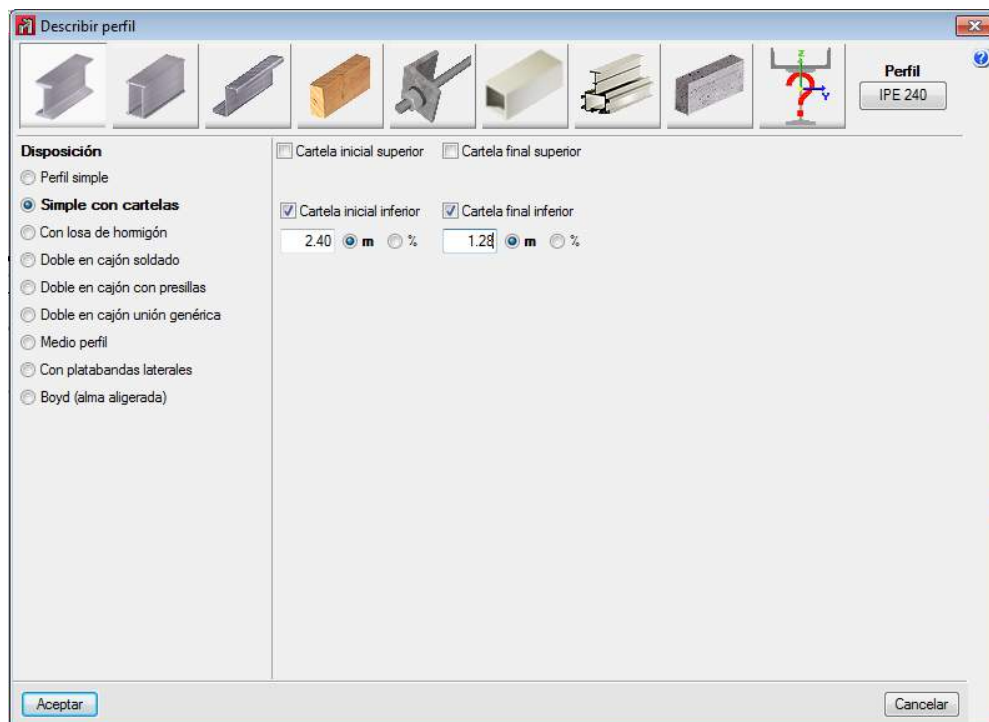 Describir perfil
Perfil
IPE 240
Z
Y
Disposición
Perfil simple
Simple con cartelas
Con losa de hormigón
Doble en cajón soldado
Doble en cajón con presillas
Doble en cajón unión genérica
Medio perfil
Con platabandas laterales
Boyd (alma aligerada)
Cartela inicial superior Cartela final superior
Cartela inicial inferior Cartela final inferior
2.40 m % 1.28 m %
Aceptar Cancelar